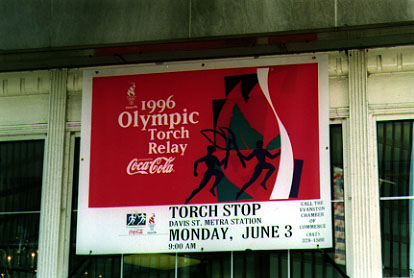 1996
Olympic
Torch
Relay
Coca-Cola
TORCH STOP
DAVIS ST. METRA STATION
MONDAY, JUNE 3
9:00 AM
CALL THE
EVANSTON
CHAMBER
OF
COMMERCE
(847)
328-1500